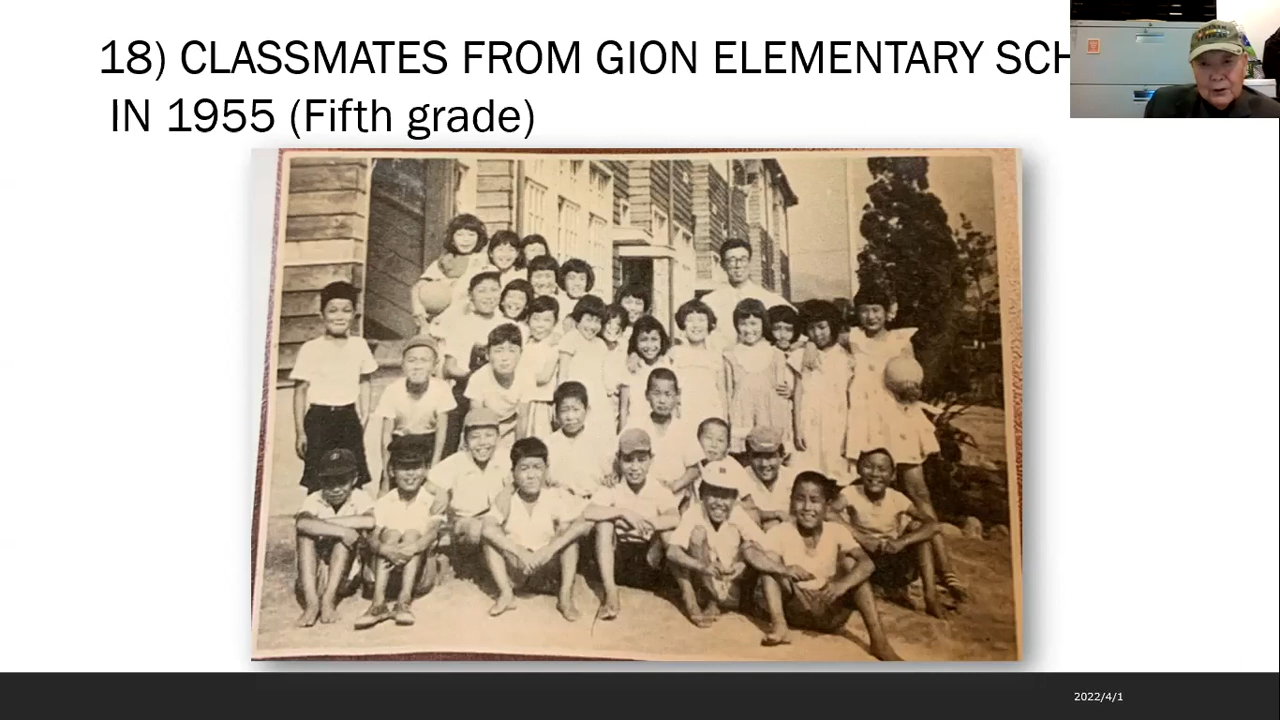 18) CLASSMATES FROM GION ELEMENTARY SCH
IN 1955 (Fifth grade)
2022/4/1